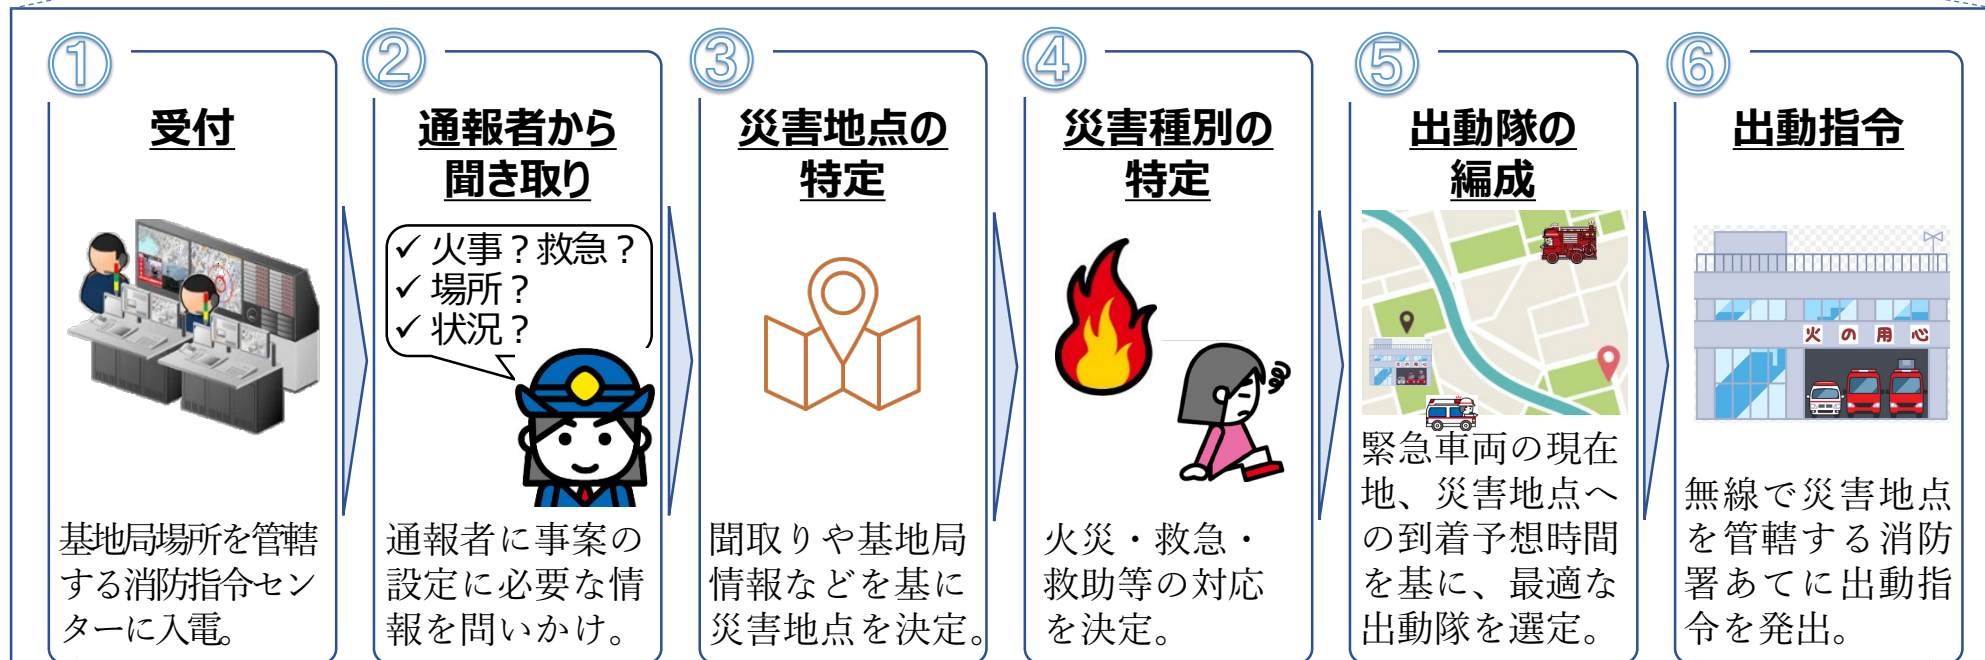 ①
受付
基地局場所を管轄
する消防指令セン
ターに入電。
②
通報者から
聞き取り
✓ 火事？救急？
✓ 場所？
✓ 状況？
通報者に事案の
設定に必要な情
報を問いかけ。
③
災害地点の
特定
聞取りや基地局
情報などを基に
災害地点を決定。
④
災害種別の
特定
火災・救急・
救助等の対応
を決定。
⑤
出動隊の
編成
火の用心
緊急車両の現在
地、災害地点へ
の到着予想時間
を基に、最適な
出動隊を選定。
⑥
出動指令
火の用心
無線で災害地点
を管轄する消防
署あてに出動指
令を発出。